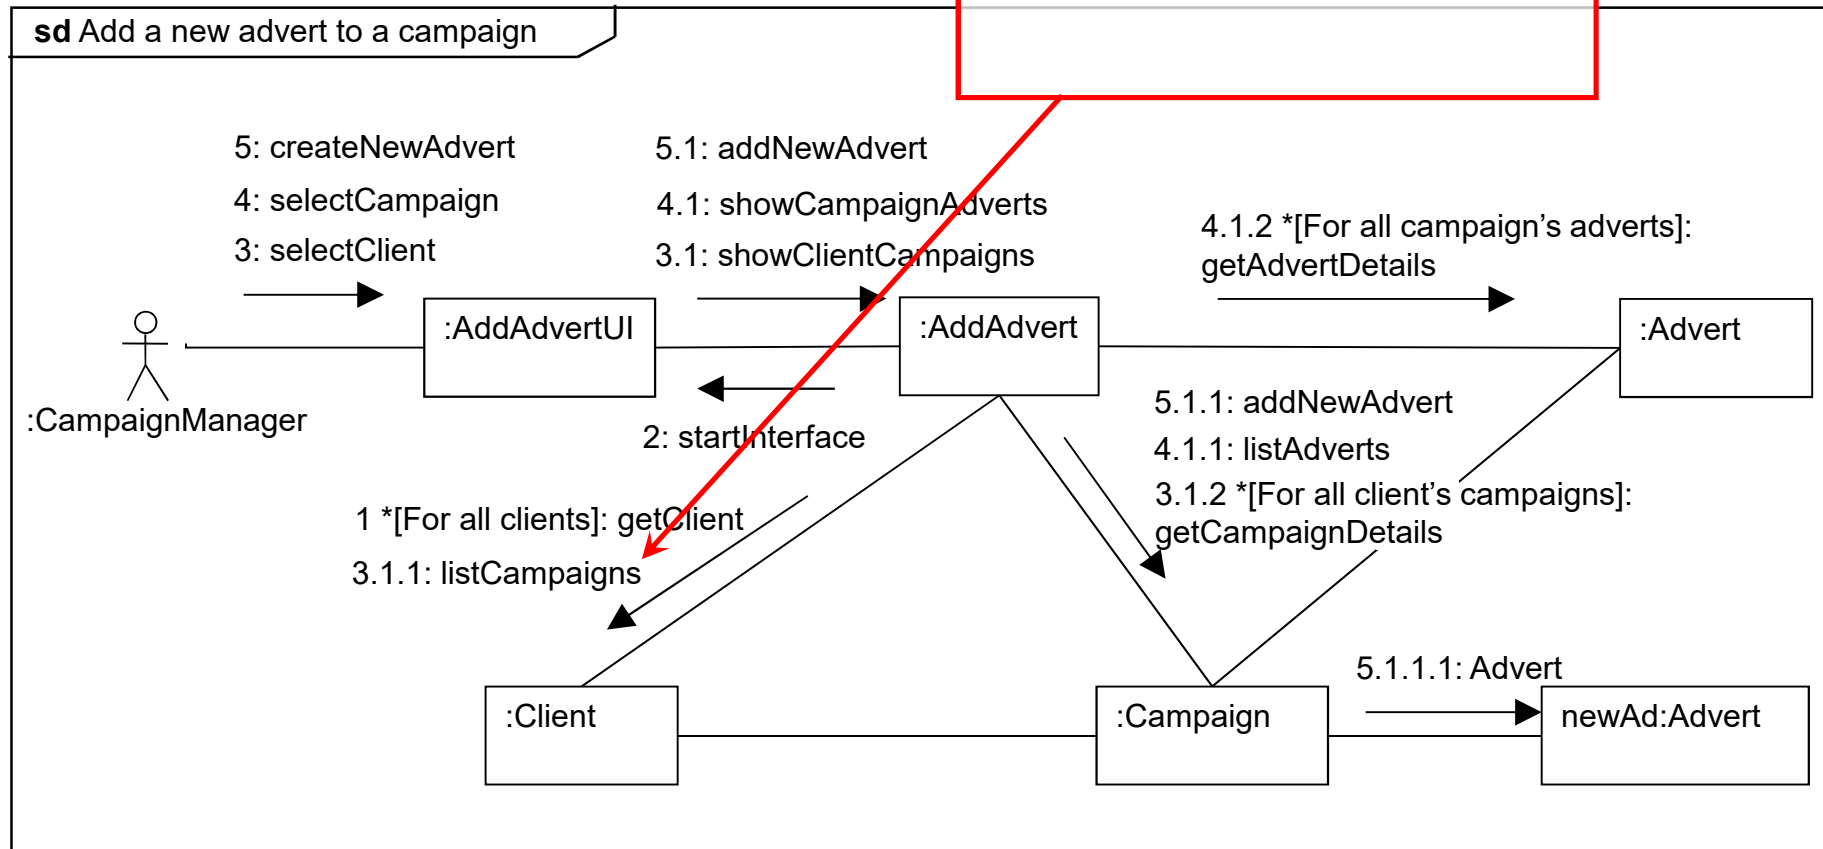 sd Add a new advert to a campaign
5: createNewAdvert
4: selectCampaign
3: selectClient
5.1: addNewAdvert
4.1: showCampaignAdverts
3.1: showClientCampaigns
4.1.2 *[For all campaign’s adverts]:
getAdvertDetails
:CampaignManager
:AddAdvertUI
:AddAdvert
:Advert
2: startInterface
5.1.1: addNewAdvert
4.1.1: listAdverts
3.1.2 *[For all client’s campaigns]:
getCampaignDetails
1 *[For all clients]: getClient
3.1.1: listCampaigns
5.1.1.1: Advert
:Client
:Campaign
newAd:Advert